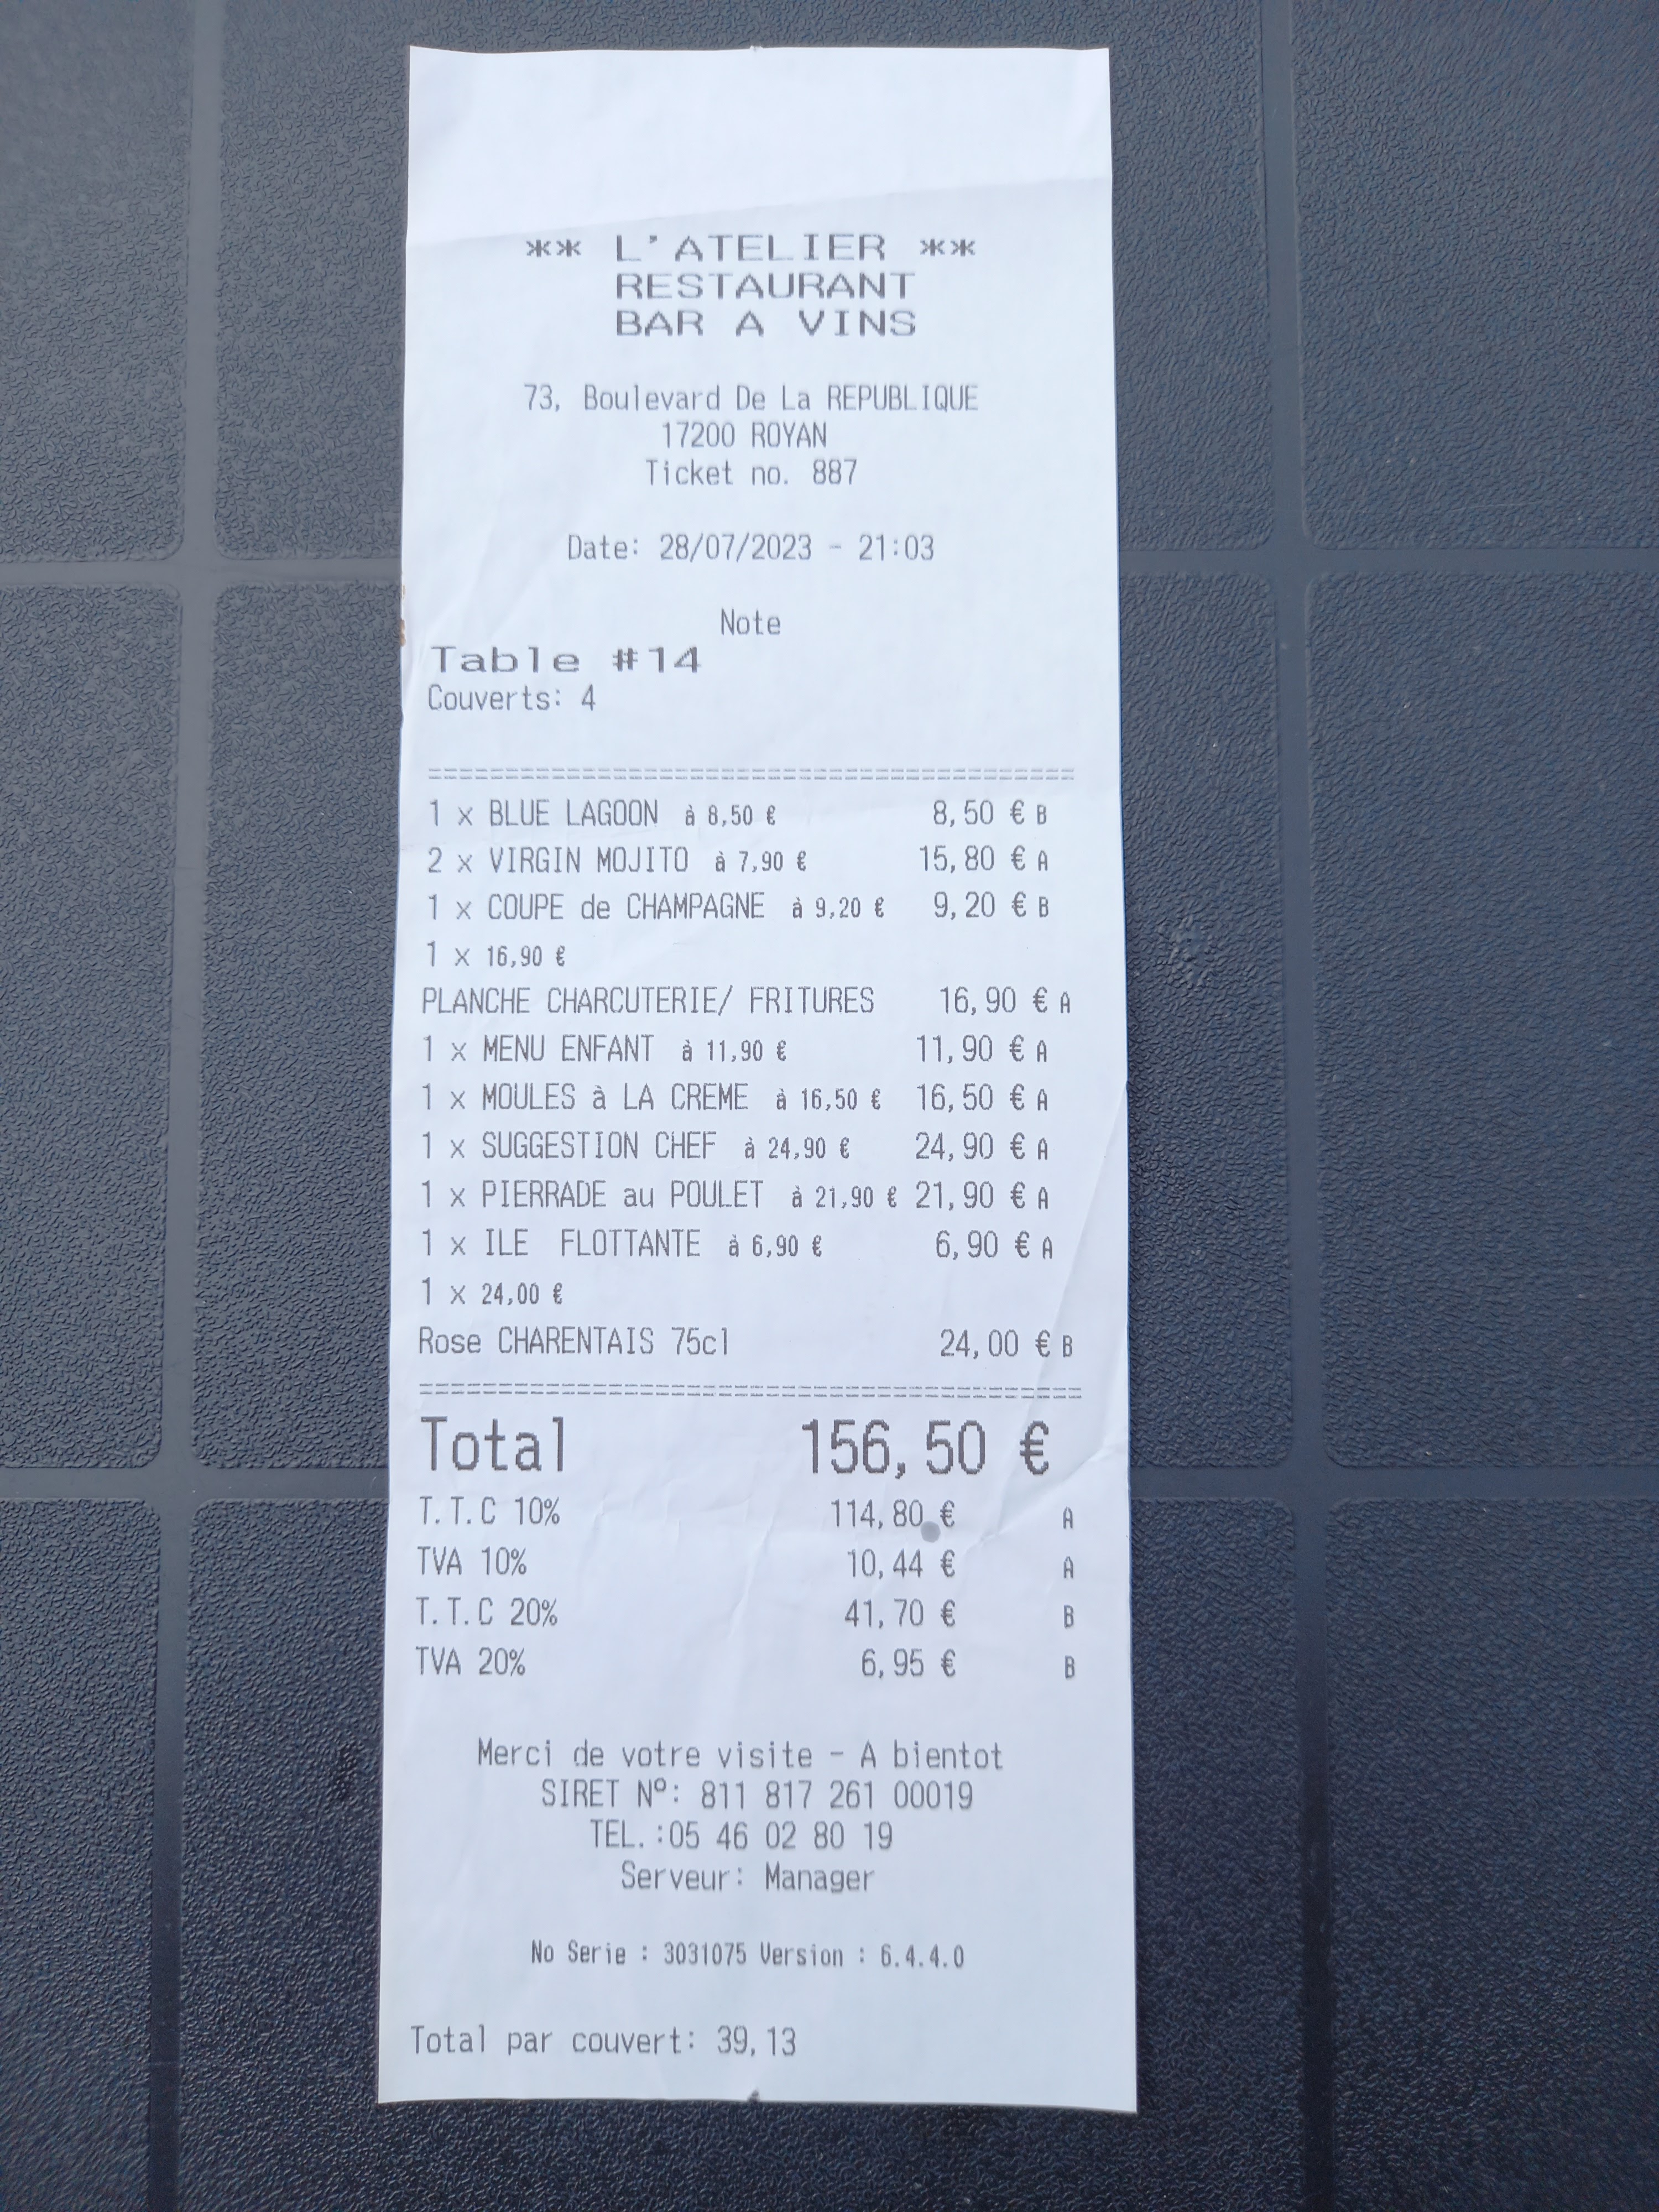 ** L'ATELIER **
RESTAURANT
BAR A VINS
73, Boulevard De La REPUBLIQUE
17200 ROYAN
Ticket no. 887
Date: 28/07/2023 - 21:03
Note
Table #14
Couverts: 4
==========================================
1 x BLUE LAGOON à 8,50 € 8,50 € B
2 x VIRGIN MOJITO à 7,90 € 15,80 € A
1 x COUPE de CHAMPAGNE à 9,20 € 9,20 € B
1 x 16,90 €
PLANCHE CHARCUTERIE/ FRITURES 16,90 € A
1 x MENU ENFANT à 11,90 € 11,90 € A
1 x MOULES à LA CREME à 16,50 € 16,50 € A
1 x SUGGESTION CHEF à 24,90 € 24,90 € A
1 x PIERRADE au POULET à 21,90 € 21,90 € A
1 x ILE FLOTTANTE à 6,90 € 6,90 € A
1 x 24,00 €
Rose CHARENTAIS 75cl 24,00 € B
==========================================
Total 156,50 €
T.T.C 10% 114,80 € A
TVA 10% 10,44 € A
T.T.C 20% 41,70 € B
TVA 20% 6,95 € B
Merci de votre visite - A bientot
SIRET Nº: 811 817 261 00019
TEL.:05 46 02 80 19
Serveur: Manager
No Serie : 3031075 Version : 6.4.4.0
Total par couvert: 39,13